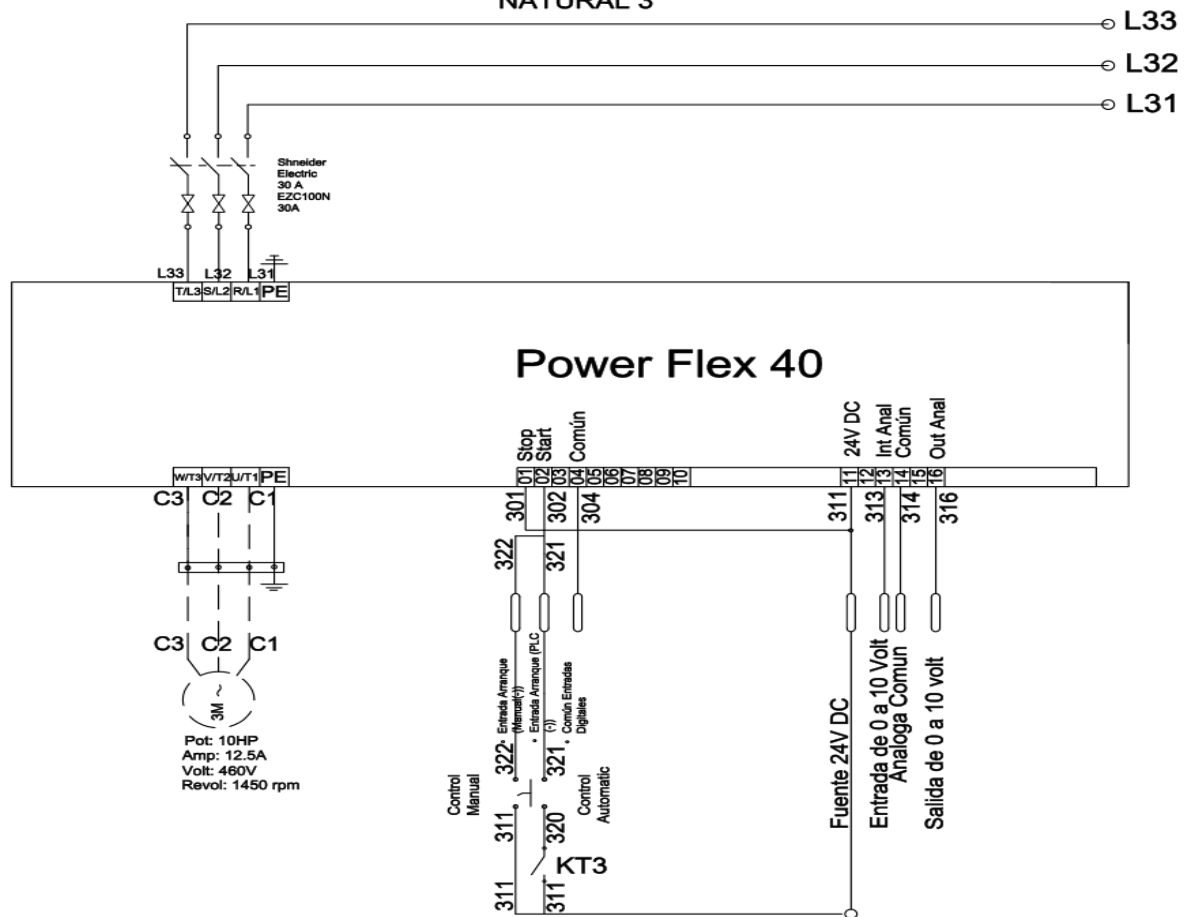 NATURAL 3
L33
L32
L31
Shneider
Electric
30 A
EZC100N
30A
L33 L32 L31
T/L3 S/L2 R/L1 PE
Power Flex 40
Stop
Start
Común
24V DC
Int Anal
Común
Out Anal
W/T3 V/T2 U/T1 PE
01 02 03 04 05 06 07 08 09 10
11 12 13 14 15 16
C3 C2 C1
301 302 304
311 313 314 316
322 321
C3 C2 C1
3M ~
Pot: 10HP
Amp: 12.5A
Volt: 460V
Revol: 1450 rpm
• Entrada Arranque
(Manual(-))
• Entrada Arranque (PLC
(-))
• Común Entradas
Digitales
Fuente 24V DC
Entrada de 0 a 10 Volt
Analoga Comun
Salida de 0 a 10 volt
322 321
Control
Manual
Control
Automatic
311 320
KT3
311 311